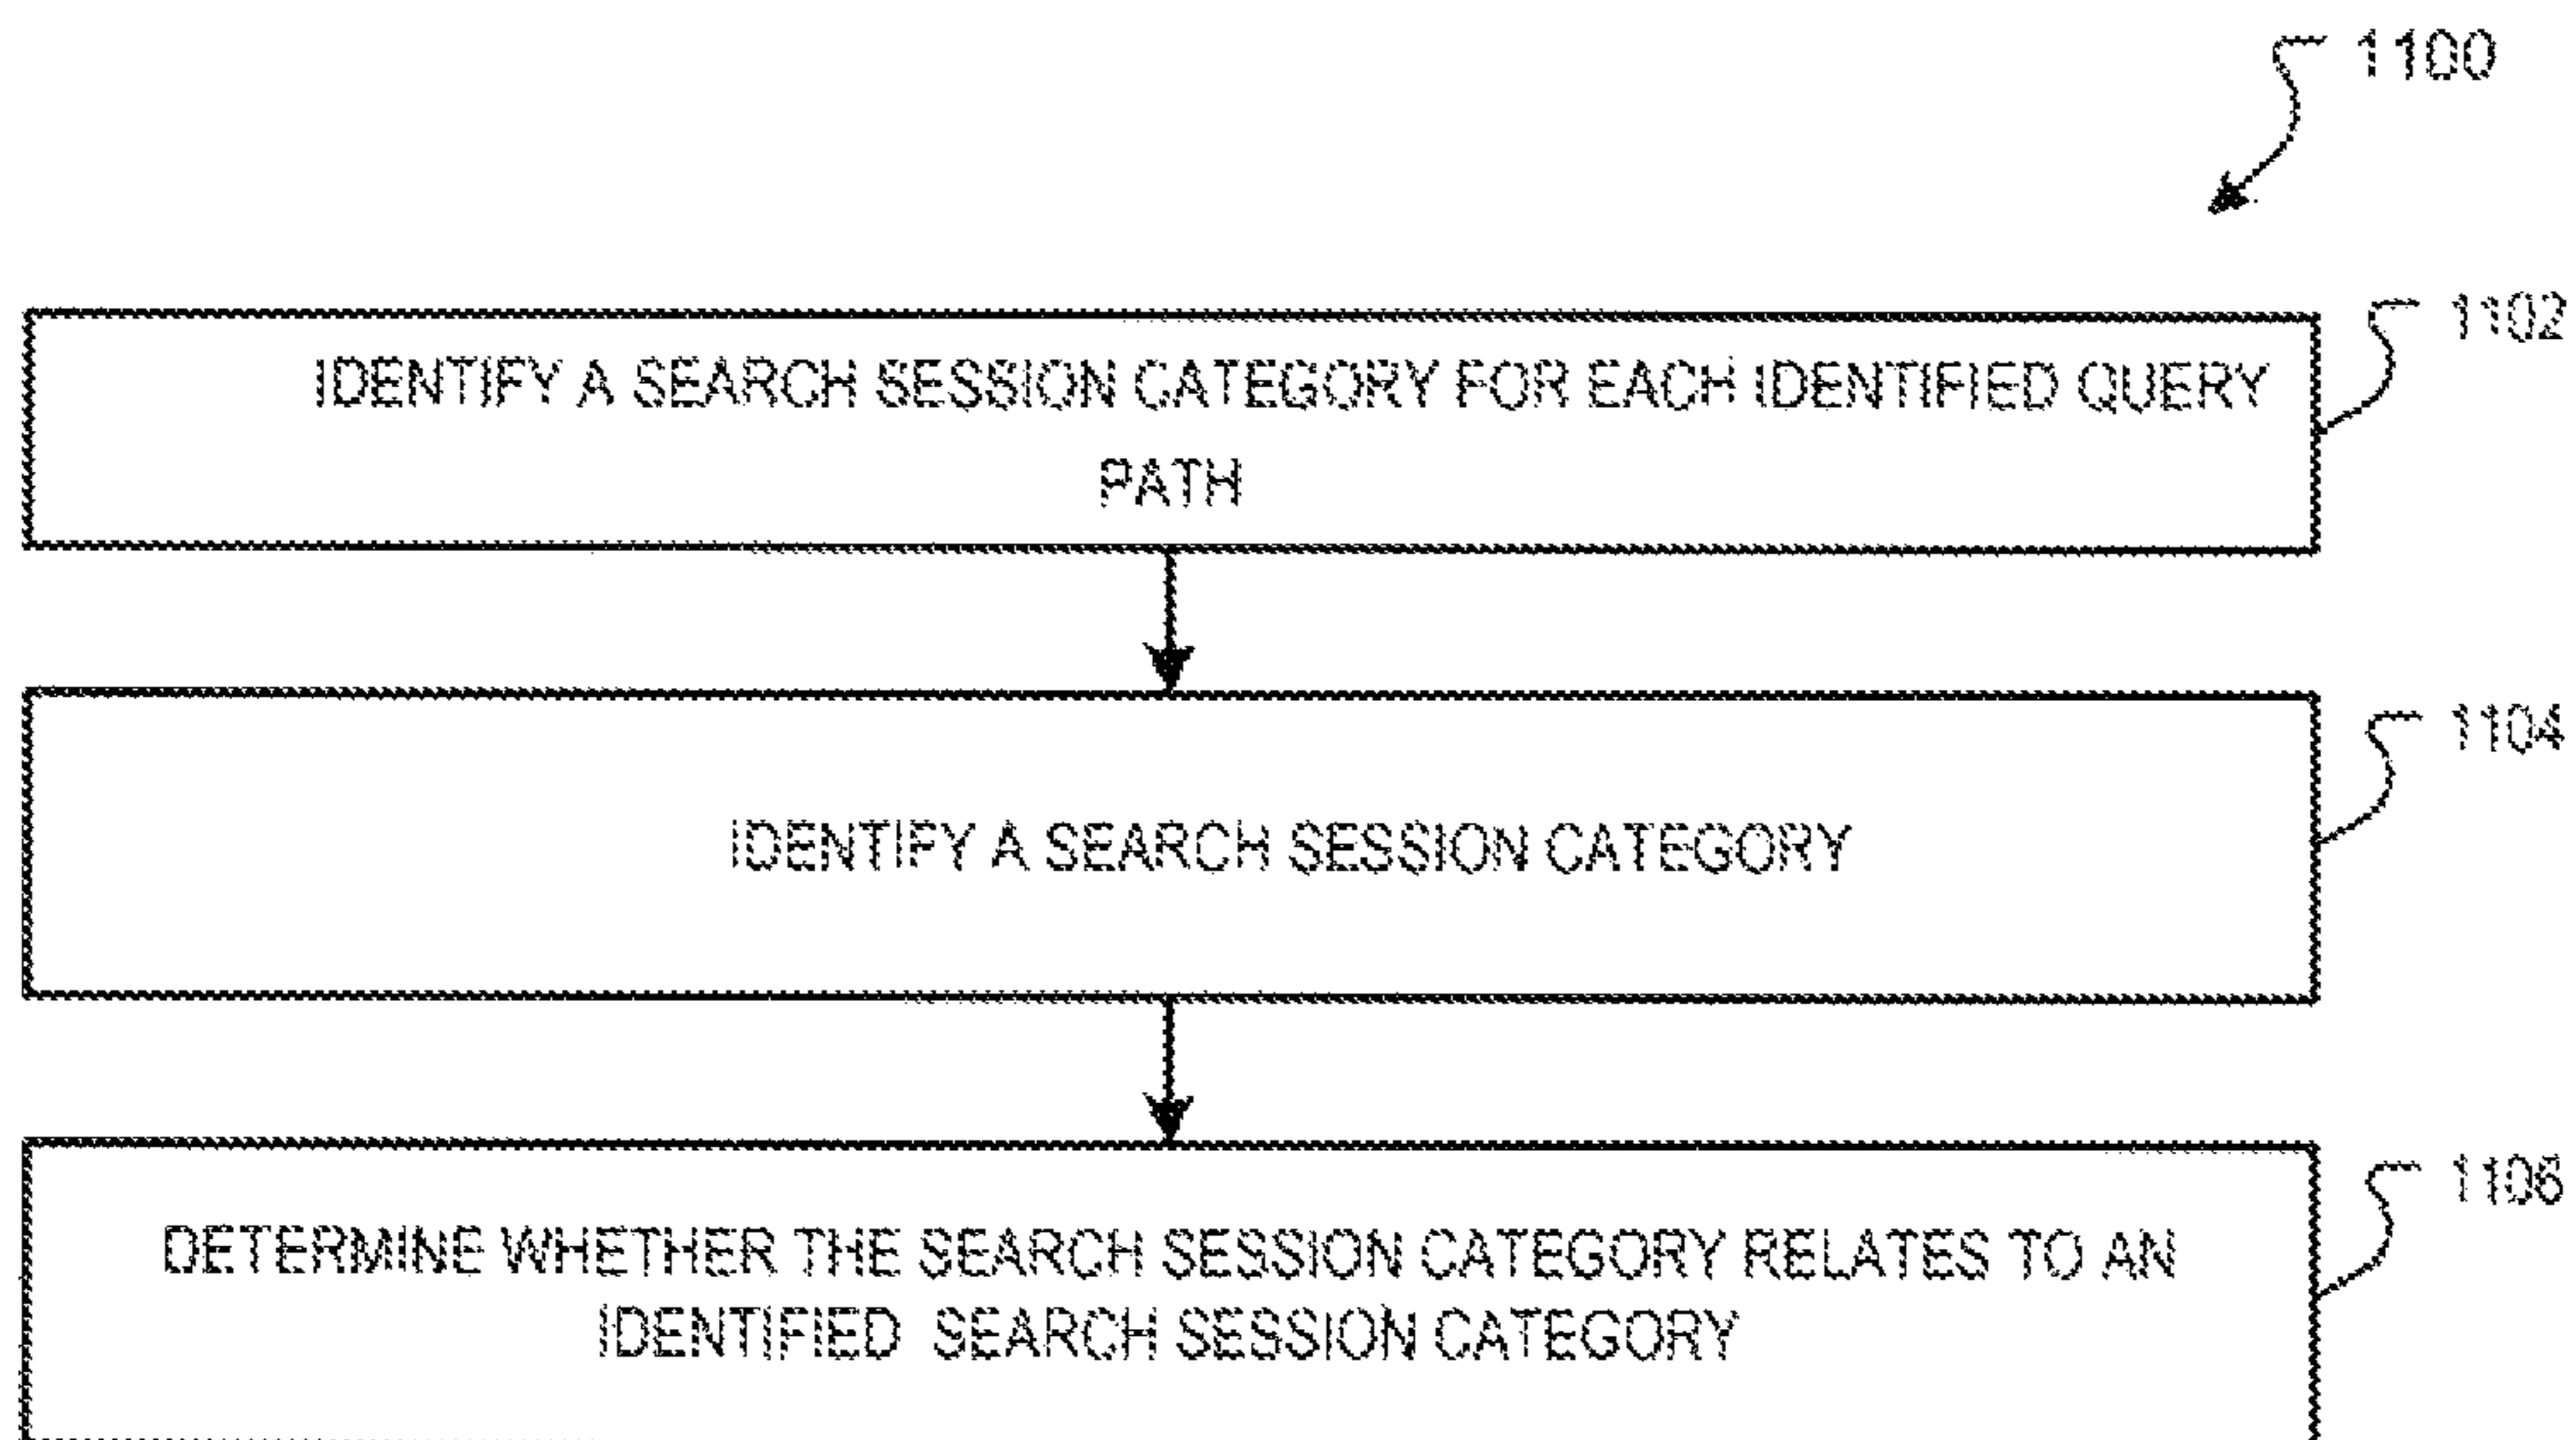 1100
1102
IDENTIFY A SEARCH SESSION CATEGORY FOR EACH IDENTIFIED QUERY
PATH
1104
IDENTIFY A SEARCH SESSION CATEGORY
1106
DETERMINE WHETHER THE SEARCH SESSION CATEGORY RELATES TO AN
IDENTIFIED SEARCH SESSION CATEGORY